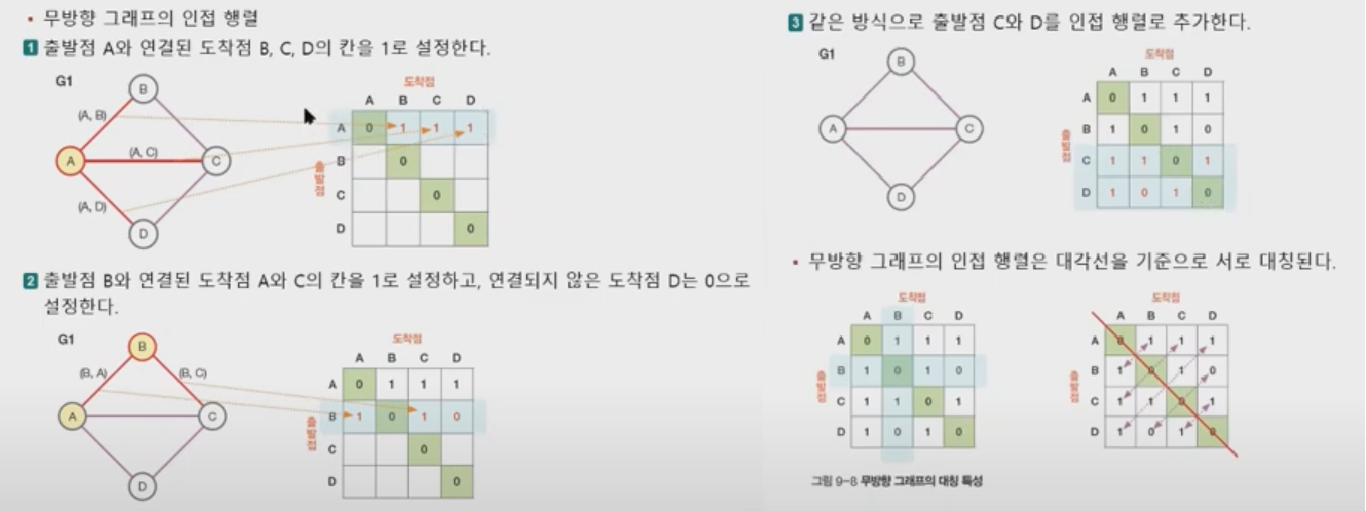 • 무방향 그래프의 인접 행렬
1 출발점 A와 연결된 도착점 B, C, D의 칸을 1로 설정한다.
G1
B
(A, B)
A
(A, C)
C
(A, D)
D
도착점
A B C D
출발점
A 0 1 1 1
B 0
C 0
D 0
2 출발점 B와 연결된 도착점 A와 C의 칸을 1로 설정하고, 연결되지 않은 도착점 D는 0으로
설정한다.
G1
B
(B, A) (B, C)
A C
D
도착점
A B C D
출발점
A 0 1 1 1
B 1 0 1 0
C 0
D 0
3 같은 방식으로 출발점 C와 D를 인접 행렬로 추가한다.
G1
B
A C
D
도착점
A B C D
출발점
A 0 1 1 1
B 1 0 1 0
C 1 1 0 1
D 1 0 1 0
• 무방향 그래프의 인접 행렬은 대각선을 기준으로 서로 대칭된다.
도착점
A B C D
출발점
A 0 1 1 1
B 1 0 1 0
C 1 1 0 1
D 1 0 1 0
도착점
A B C D
출발점
A 0 1 1 1
B 1 0 1 0
C 1 1 0 1
D 1 0 1 0
그림 9-8 무방향 그래프의 대칭 특성